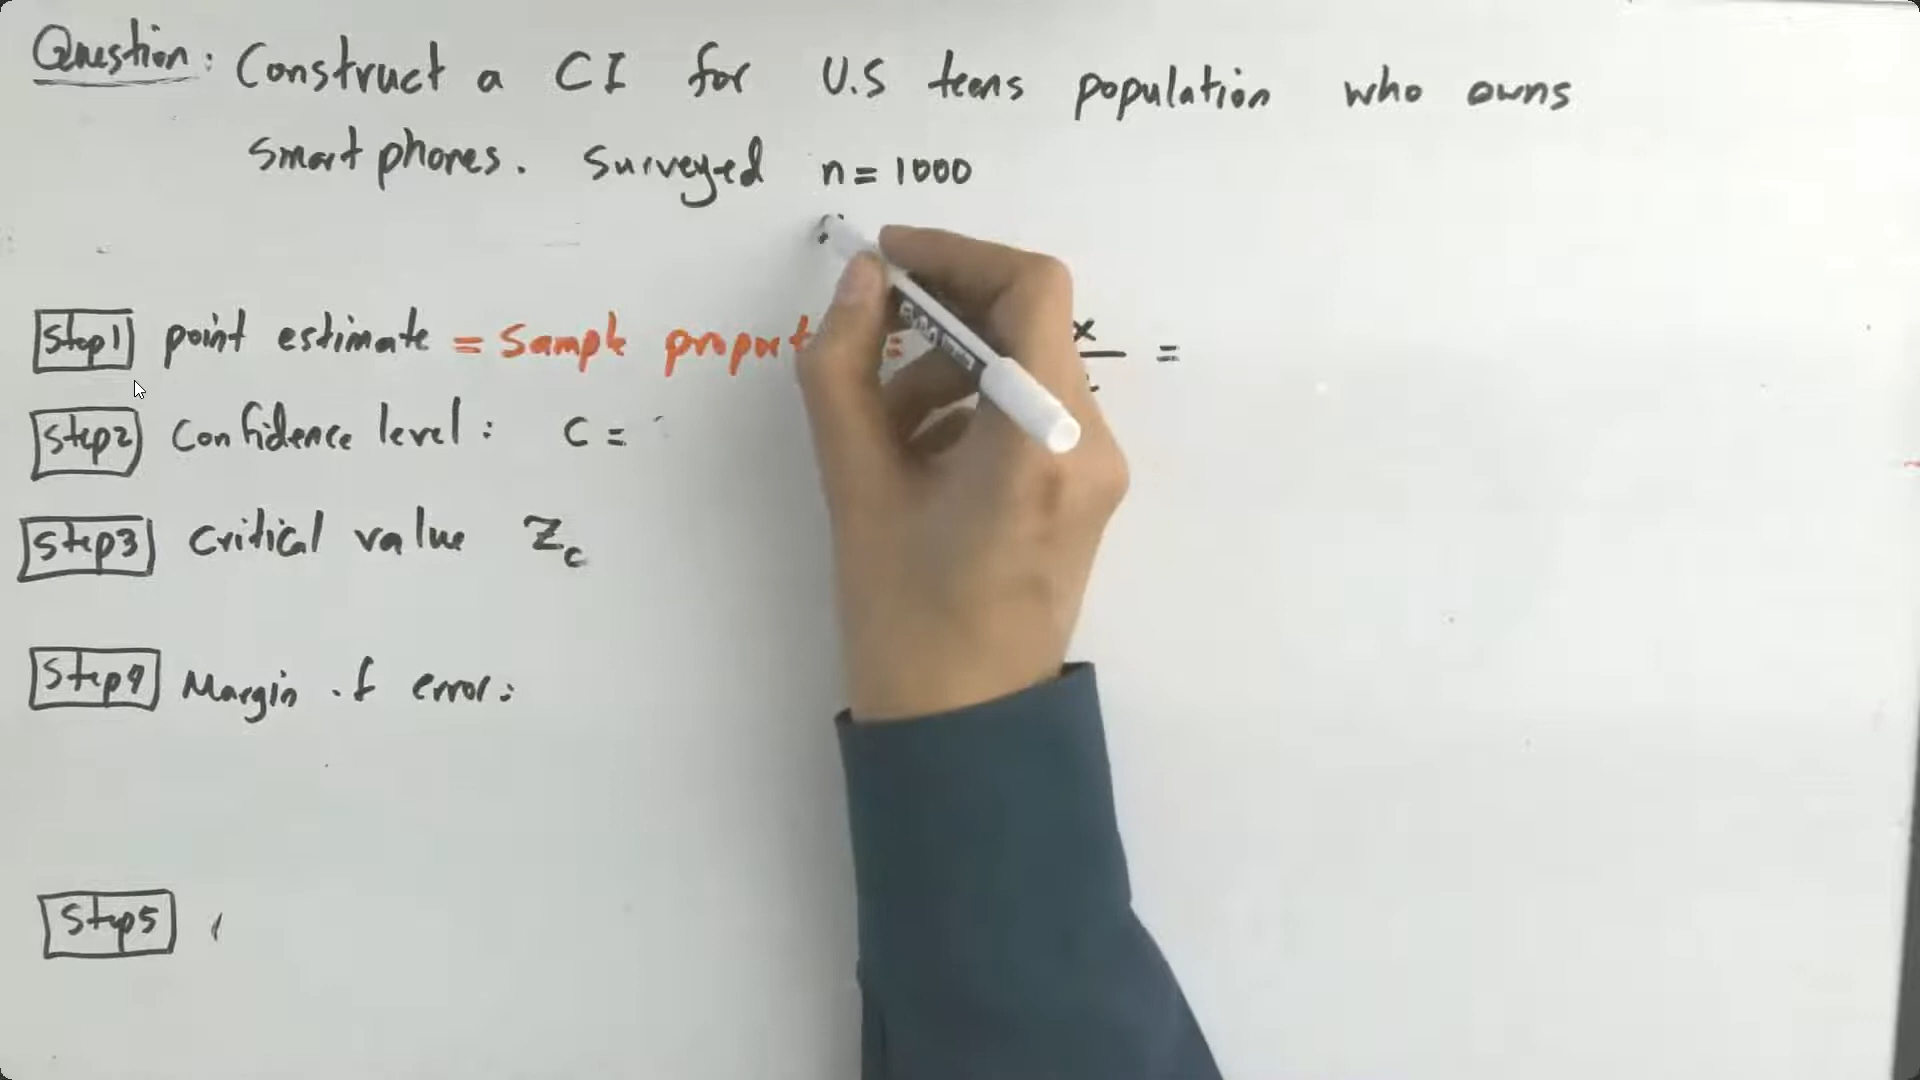 Question: Construct a CI for U.S teens population who owns
smart phones. Surveyed n = 1000
Step1 point estimate = Sample proport = x =
Step2 Confidence level: c =
Step3 Critical value Zc
Step4 Margin of error:
Step5